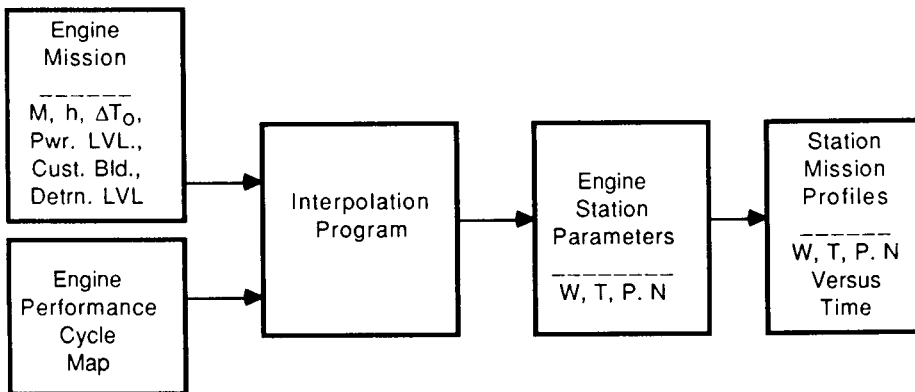 Engine
Mission
M, h, ΔT₀,
Pwr. LVL.,
Cust. Bld.,
Detrn. LVL
Engine
Performance
Cycle
Map
Interpolation
Program
Engine
Station
Parameters
W, T, P. N
Station
Mission
Profiles
W, T, P. N
Versus
Time